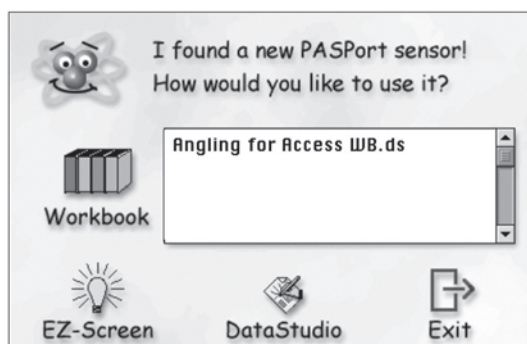 I found a new PASPort sensor!
How would you like to use it?
Angling for Access WB.ds
Workbook
EZ-Screen DataStudio Exit